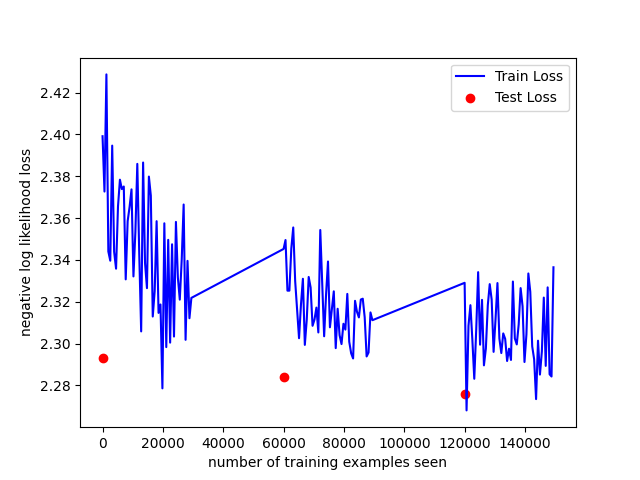 Train Loss
Test Loss
2.42
2.40
2.38
2.36
2.34
2.32
2.30
2.28
negative log likelihood loss
0 20000 40000 60000 80000 100000 120000 140000
number of training examples seen